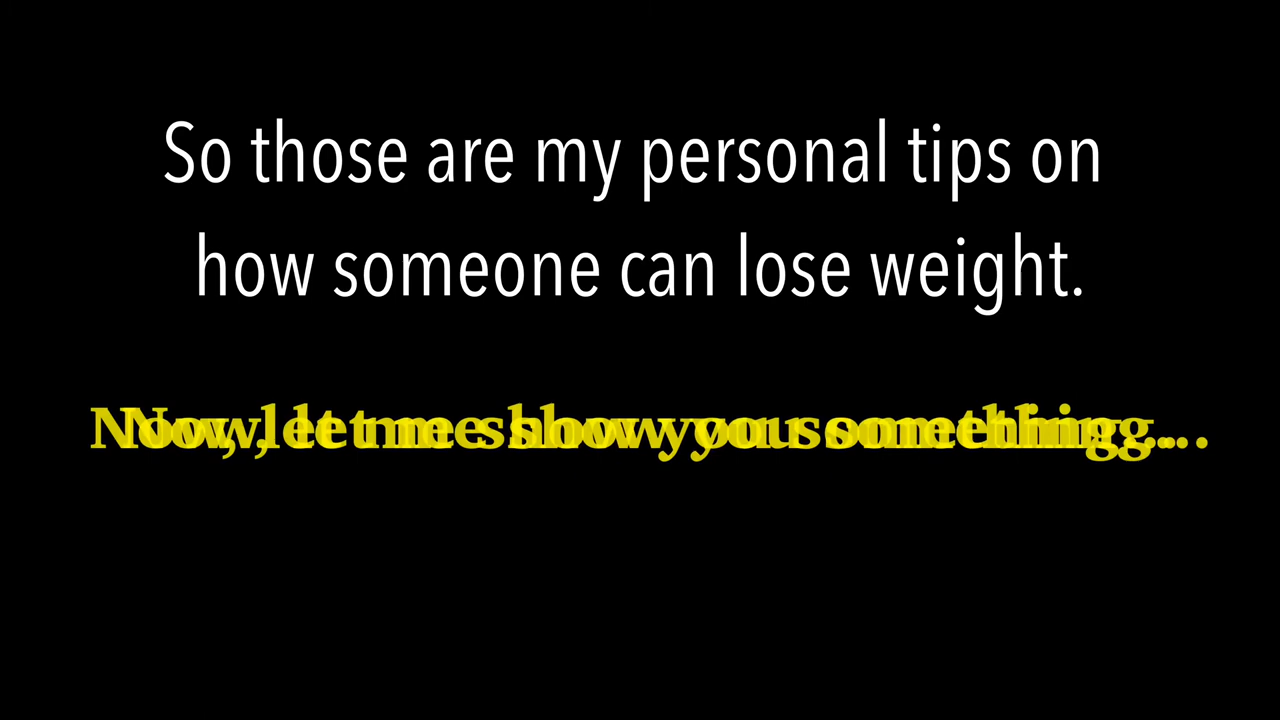 So those are my personal tips on
how someone can lose weight.
Now, let me show you something...